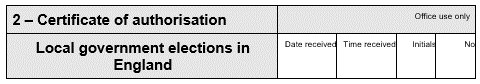 2 – Certificate of authorisation
Office use only
Local government elections in
England
Date received
Time received
Initials
No